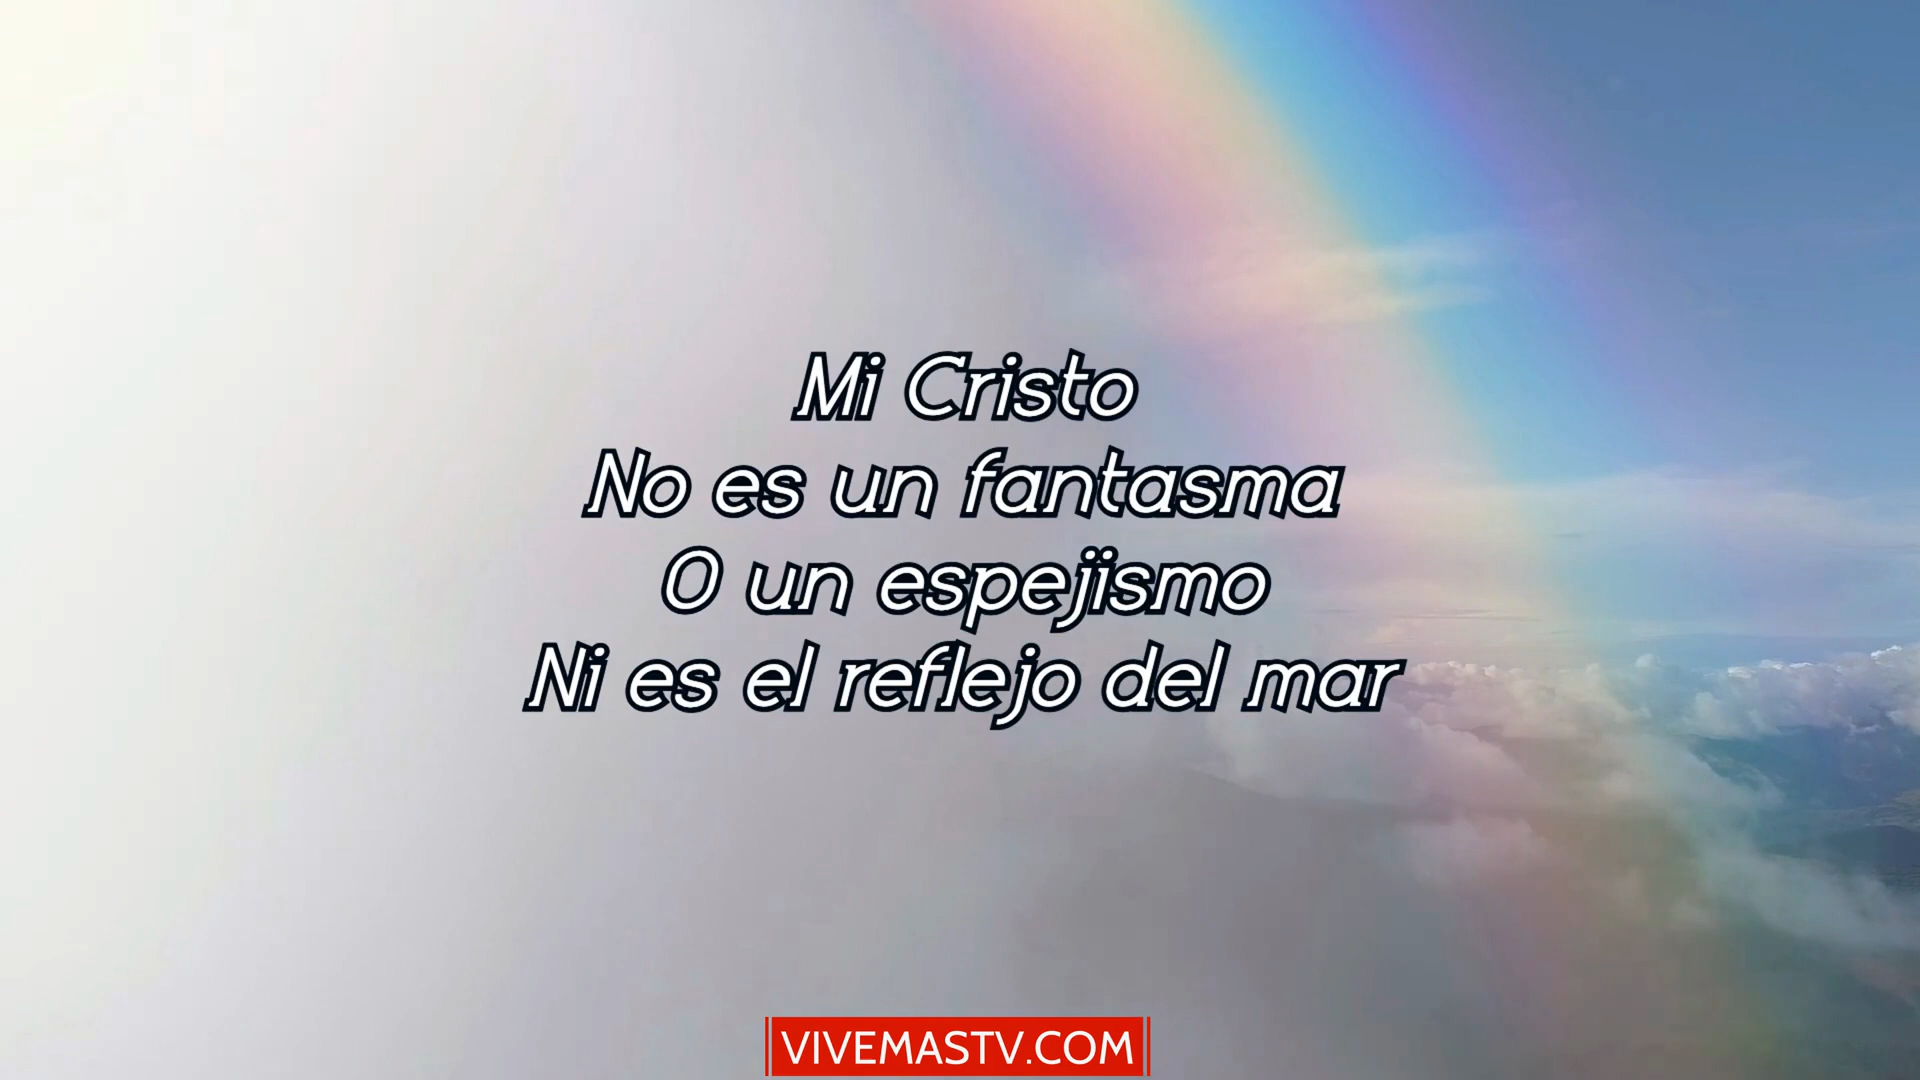 Mi Cristo
No es un fantasma
O un espejismo
Ni es el reflejo del mar
VIVEMASTV.COM